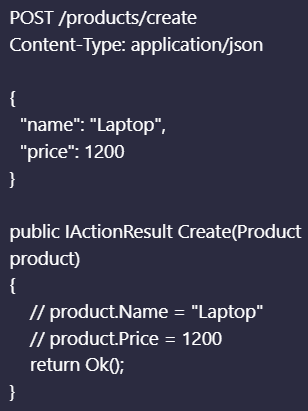 POST /products/create
Content-Type: application/json
{
"name": "Laptop",
"price": 1200
}
public IActionResult Create(Product
product)
{
// product.Name = "Laptop"
// product.Price = 1200
return Ok();
}